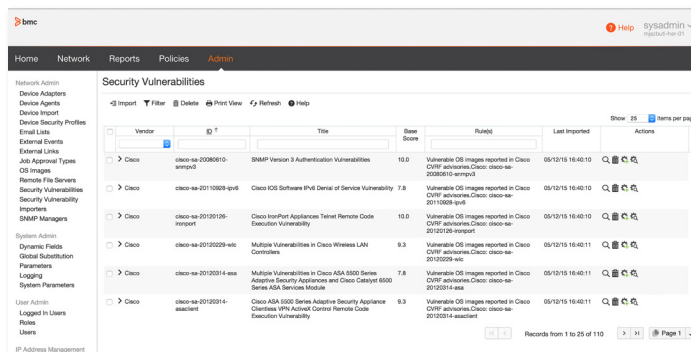 bmc
Help
sysadmin
Home Network Reports Policies Admin
Network Admin
Device Adapters
Device Agents
Device Import
Device Security Profiles
Email Lists
External Events
External Links
Job Approval Types
OS Images
Remote File Servers
Security Vulnerabilities
Security Vulnerability
Importers
SNMP Managers
System Admin
Dynamic Fields
Global Substitution
Parameters
Logging
System Parameters
User Admin
Logged In Users
Roles
Users
IP Address Management
Security Vulnerabilities
Import Filter Delete Print View Refresh Help
Show 25 items per pag
Vendor ID Title Base Score Rule(s) Last Imported Actions
Cisco cisco-sa-20080610-snmpv3 SNMP Version 3 Authentication Vulnerabilities 10.0 Vulnerable OS images reported in Cisco CVRF advisories.Cisco: cisco-sa-20080610-snmpv3 05/12/15 16:40:10
Cisco cisco-sa-20110928-ipv6 Cisco IOS Software IPv6 Denial of Service Vulnerability 7.8 Vulnerable OS images reported in Cisco CVRF advisories.Cisco: cisco-sa-20110928-ipv6 05/12/15 16:40:10
Cisco cisco-sa-20120126-ironport Cisco IronPort Appliances Telnet Remote Code Execution Vulnerability 10.0 Vulnerable OS images reported in Cisco CVRF advisories.Cisco: cisco-sa-20120126-ironport 05/12/15 16:40:10
Cisco cisco-sa-20120229-wlc Multiple Vulnerabilities in Cisco Wireless LAN Controllers 9.3 Vulnerable OS images reported in Cisco CVRF advisories.Cisco: cisco-sa-20120229-wlc 05/12/15 16:40:11
Cisco cisco-sa-20120314-asa Multiple Vulnerabilities in Cisco ASA 5500 Series Adaptive Security Appliances and Cisco Catalyst 6500 Series ASA Services Module 7.8 Vulnerable OS images reported in Cisco CVRF advisories.Cisco: cisco-sa-20120314-asa 05/12/15 16:40:11
Cisco cisco-sa-20120314-asaclient Cisco ASA 5500 Series Adaptive Security Appliance Clientless VPN ActiveX Control Remote Code Execution Vulnerability 9.3 Vulnerable OS images reported in Cisco CVRF advisories.Cisco: cisco-sa-20120314-asaclient 05/12/15 16:40:11
Records from 1 to 25 of 110 Page 1